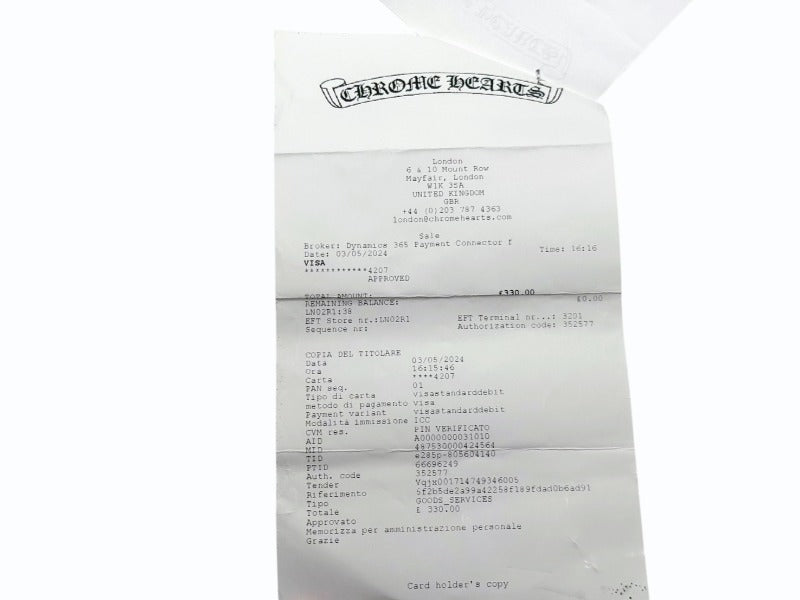 CHROME HEARTS
London
6 & 10 Mount Row
Mayfair, London
W1K 3SA
UNITED KINGDOM
GBR
+44 (0)203 787 4363
london@chromehearts.com
Sale
Broker: Dynamics 365 Payment Connector f
Date: 03/05/2024 Time: 16:16
VISA
************4207
APPROVED
TOTAL AMOUNT: £330.00
REMAINING BALANCE: £0.00
LN02R1:38
EFT Store nr.:LN02R1 EFT Terminal nr...: 3201
Sequence nr: Authorization code: 352577
COPIA DEL TITOLARE
Data 03/05/2024
Ora 16:15:46
Carta ****4207
PAN seq. 01
Tipo di carta visastandarddebit
metodo di pagamento visa
Payment variant visastandarddebit
Modalità immissione ICC
CVM res. PIN VERIFICATO
AID A0000000031010
MID 487530000424564
TID e285p-805604140
PTID 66696249
Auth. code 352577
Tender Vqjx001714749346005
Riferimento 5f2b5de2a99a42258f189fdad0b6ad91
Tipo GOODS_SERVICES
Totale £ 330.00
Approvato
Memorizza per amministrazione personale
Grazie
Card holder's copy